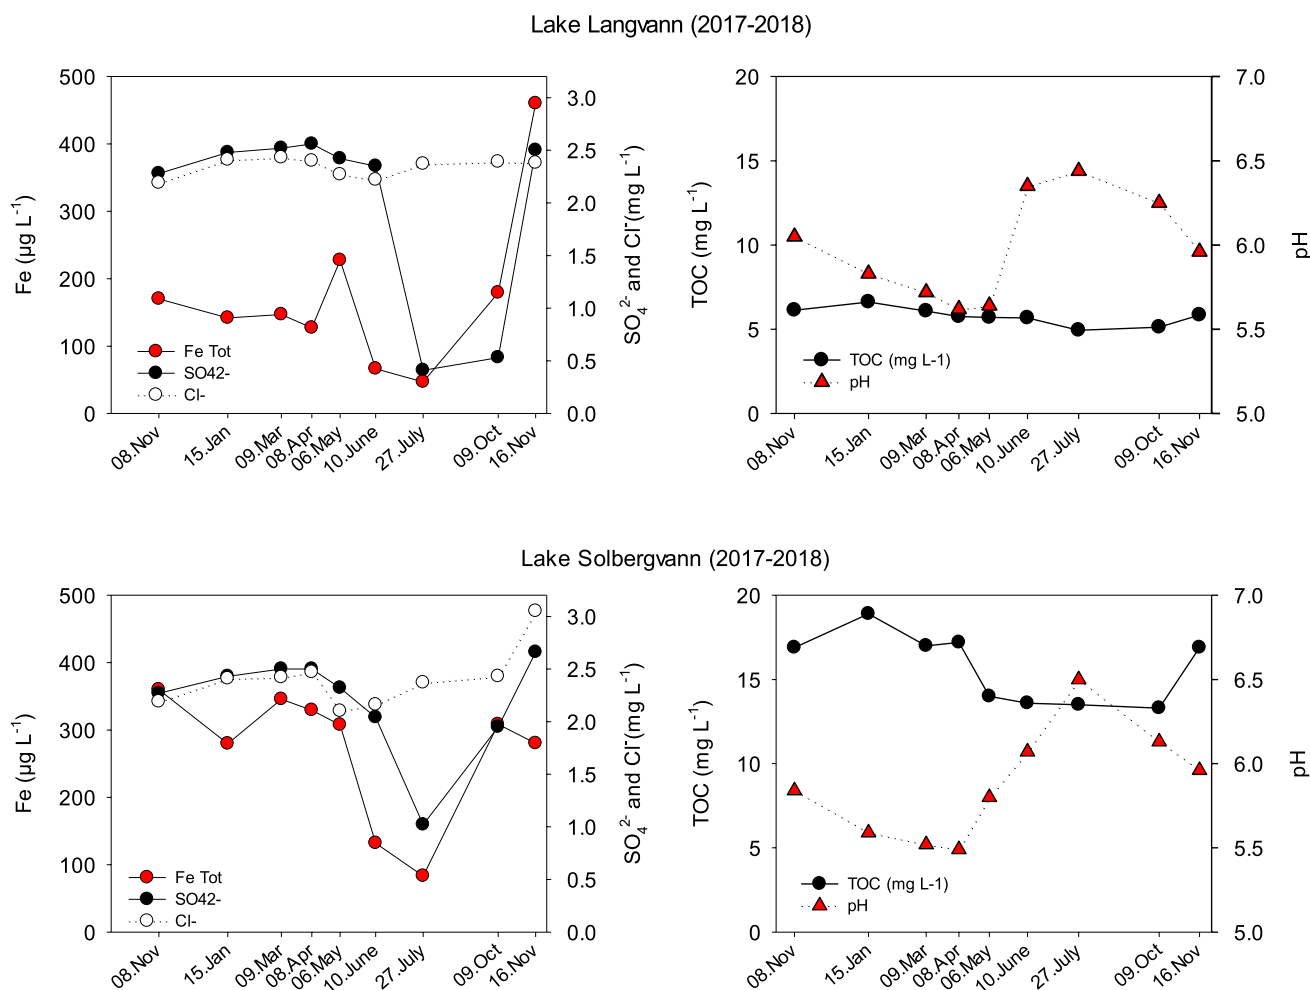 Lake Langvann (2017-2018)
500
400
300
200
100
0
Fe (µg L⁻¹)
3.0
2.5
2.0
1.5
1.0
0.5
0.0
SO₄²⁻ and Cl⁻(mg L⁻¹)
Fe Tot
SO42-
Cl-
08.Nov
15.Jan
09.Mar
08.Apr
06.May
10.June
27.July
09.Oct
16.Nov
20
15
10
5
0
TOC (mg L⁻¹)
7.0
6.5
6.0
5.5
5.0
pH
TOC (mg L-1)
pH
08.Nov
15.Jan
09.Mar
08.Apr
06.May
10.June
27.July
09.Oct
16.Nov
Lake Solbergvann (2017-2018)
500
400
300
200
100
0
Fe (µg L⁻¹)
3.0
2.5
2.0
1.5
1.0
0.5
0.0
SO₄²⁻ and Cl⁻(mg L⁻¹)
Fe Tot
SO42-
Cl-
08.Nov
15.Jan
09.Mar
08.Apr
06.May
10.June
27.July
09.Oct
16.Nov
20
15
10
5
0
TOC (mg L⁻¹)
7.0
6.5
6.0
5.5
5.0
pH
TOC (mg L-1)
pH
08.Nov
15.Jan
09.Mar
08.Apr
06.May
10.June
27.July
09.Oct
16.Nov